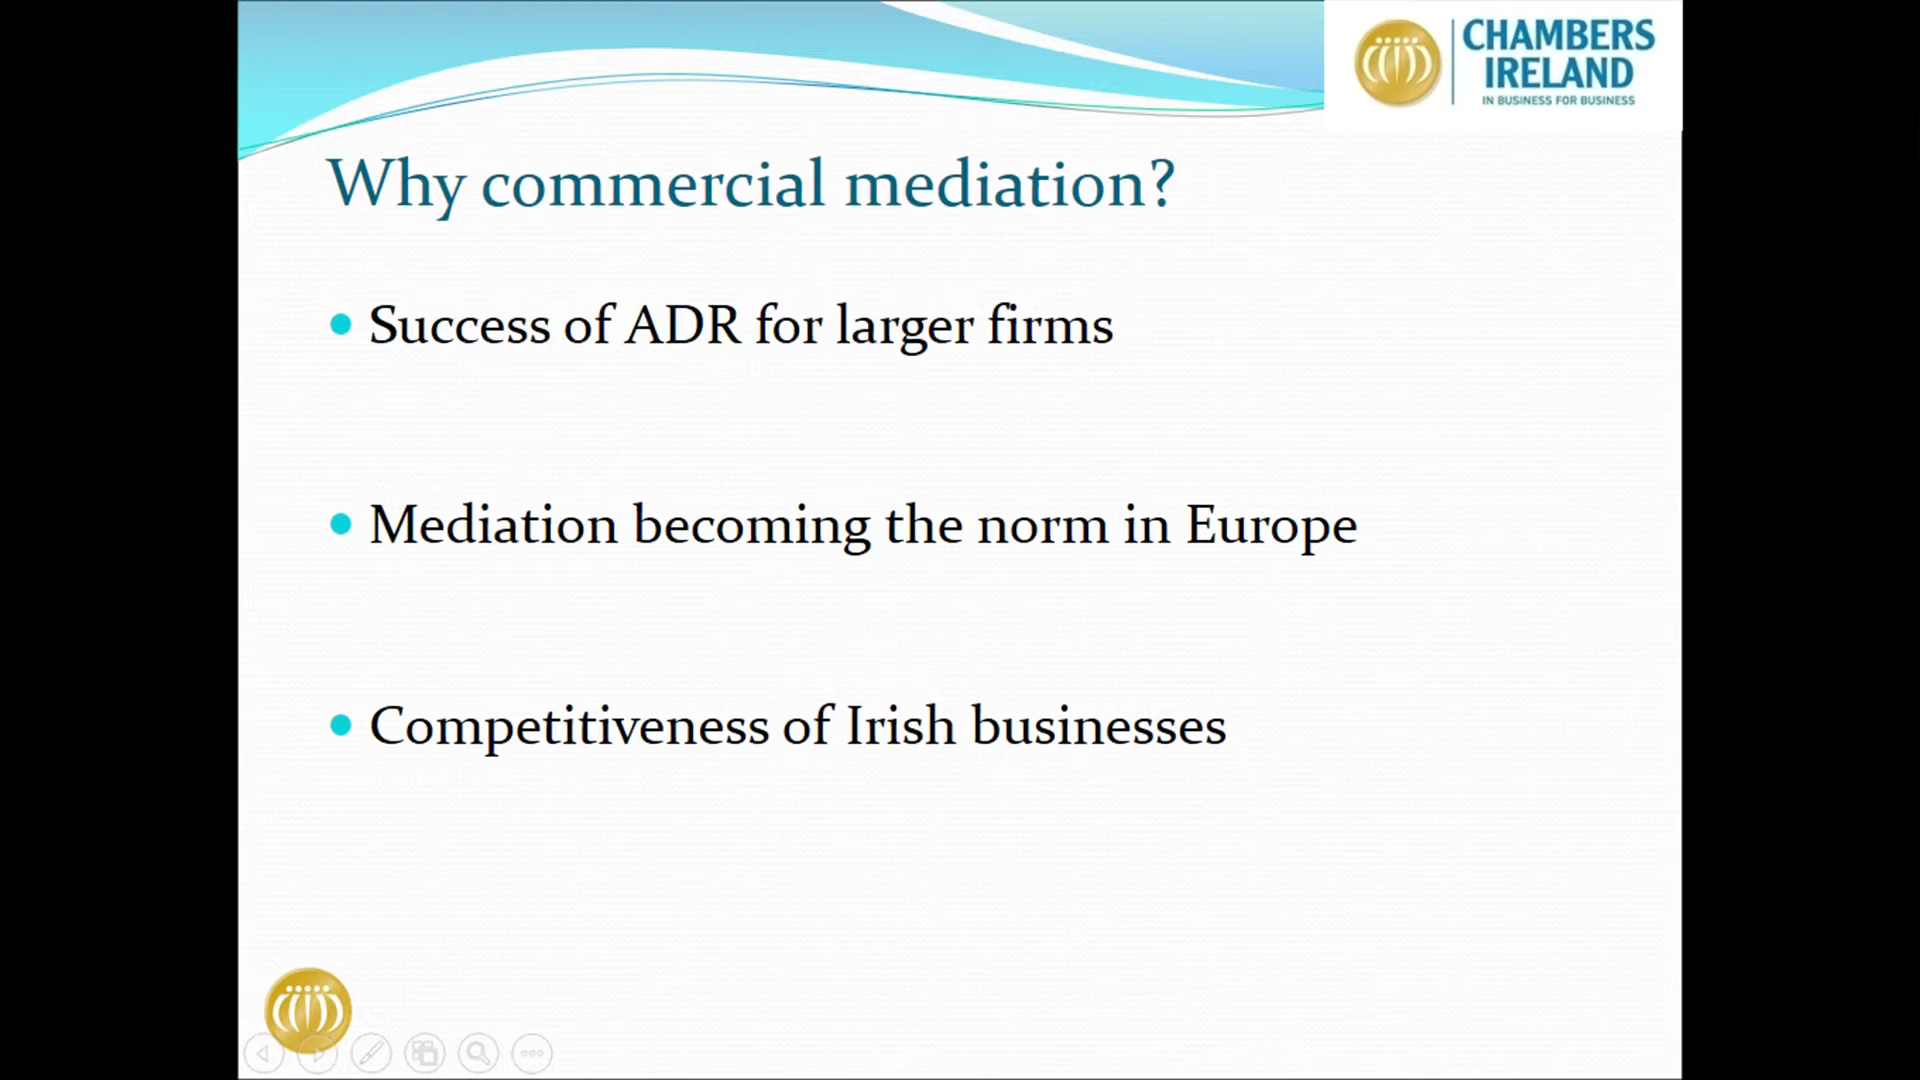 CHAMBERS
IRELAND
IN BUSINESS FOR BUSINESS
Why commercial mediation?
Success of ADR for larger firms
Mediation becoming the norm in Europe
Competitiveness of Irish businesses